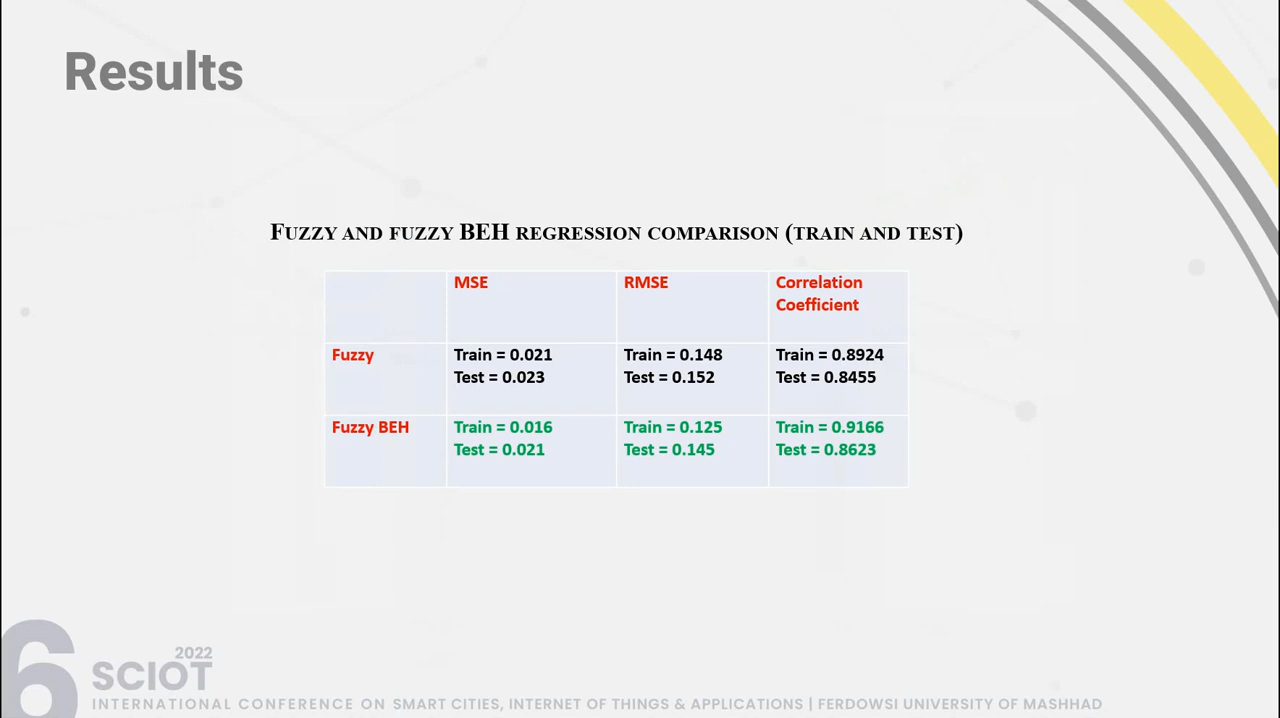 Results
FUZZY AND FUZZY BEH REGRESSION COMPARISON (TRAIN AND TEST)
MSE RMSE Correlation
Coefficient
Fuzzy Train = 0.021 Train = 0.148 Train = 0.8924
Test = 0.023 Test = 0.152 Test = 0.8455
Fuzzy BEH Train = 0.016 Train = 0.125 Train = 0.9166
Test = 0.021 Test = 0.145 Test = 0.8623
6
2022
SCIOT
INTERNATIONAL CONFERENCE ON SMART CITIES, INTERNET OF THINGS & APPLICATIONS | FERDOWSI UNIVERSITY OF MASHHAD